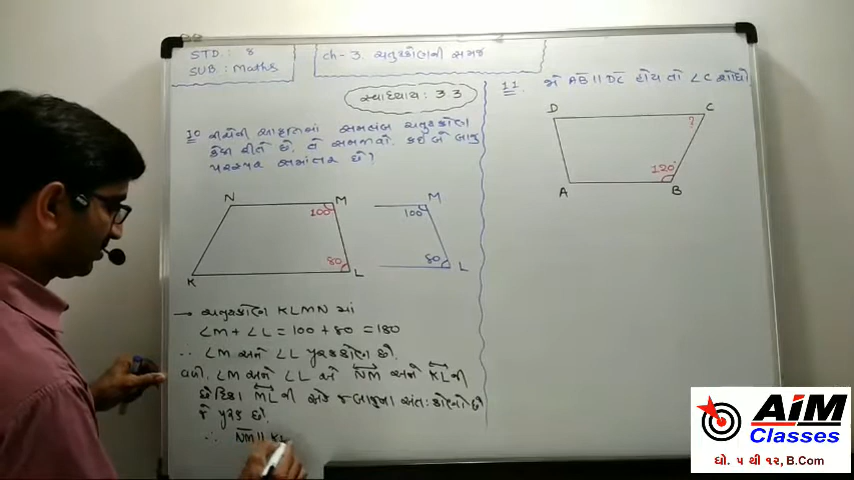 STD. : 8
SUB : Maths
ch-3. ચતુષ્કોણની સમજ
સ્વાધ્યાય : 3.3
10 નીચેની આકૃતિમાં સમલંબ ચતુષ્કોણ
કેવી રીતે છે, તે સમજાવો. કઈ બે બાજુ
પરસ્પર સમાંતર છે?
N M
100°
80
K L
M
100°
80
L
→ ચતુષ્કોણ KLMN માં
∠M + ∠L = 100 + 80 = 180
∴ ∠M અને ∠L પૂરકકોણ છે.
વળી, ∠M અને ∠L એ NM અને KL ની
છેદિકા ML ની એક જ બાજુના અંતઃકોણો છે
જે પૂરક છે.
∴ NM || KL
11. જો AB || DC હોય તો ∠C શોધો
D C
?
120°
A B
AiM
Classes
ધો. ૫ થી ૧૨, B.Com